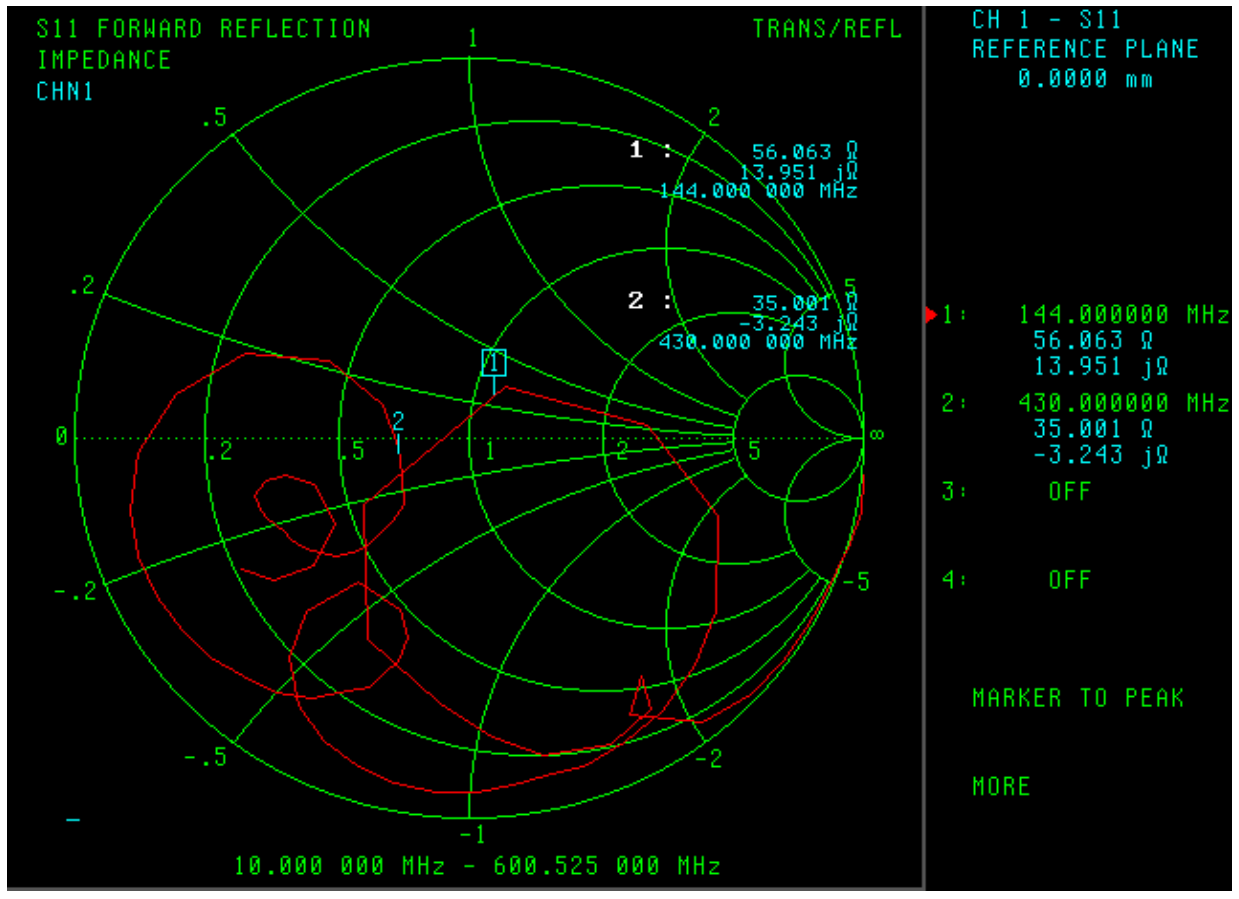 S11 FORWARD REFLECTION
TRANS/REFL
IMPEDANCE
CHN1
1
.5
2
1 :
56.063 Ω
13.951 jΩ
144.000 000 MHz
.2
5
2 :
35.001 Ω
-3.243 jΩ
430.000 000 MHz
1
2
0
.2
.5
1
2
5
∞
-.2
-5
-.5
-2
-1
10.000 000 MHz - 600.525 000 MHz
CH 1 - S11
REFERENCE PLANE
0.0000 mm
1: 144.000000 MHz
56.063 Ω
13.951 jΩ
2: 430.000000 MHz
35.001 Ω
-3.243 jΩ
3: OFF
4: OFF
MARKER TO PEAK
MORE